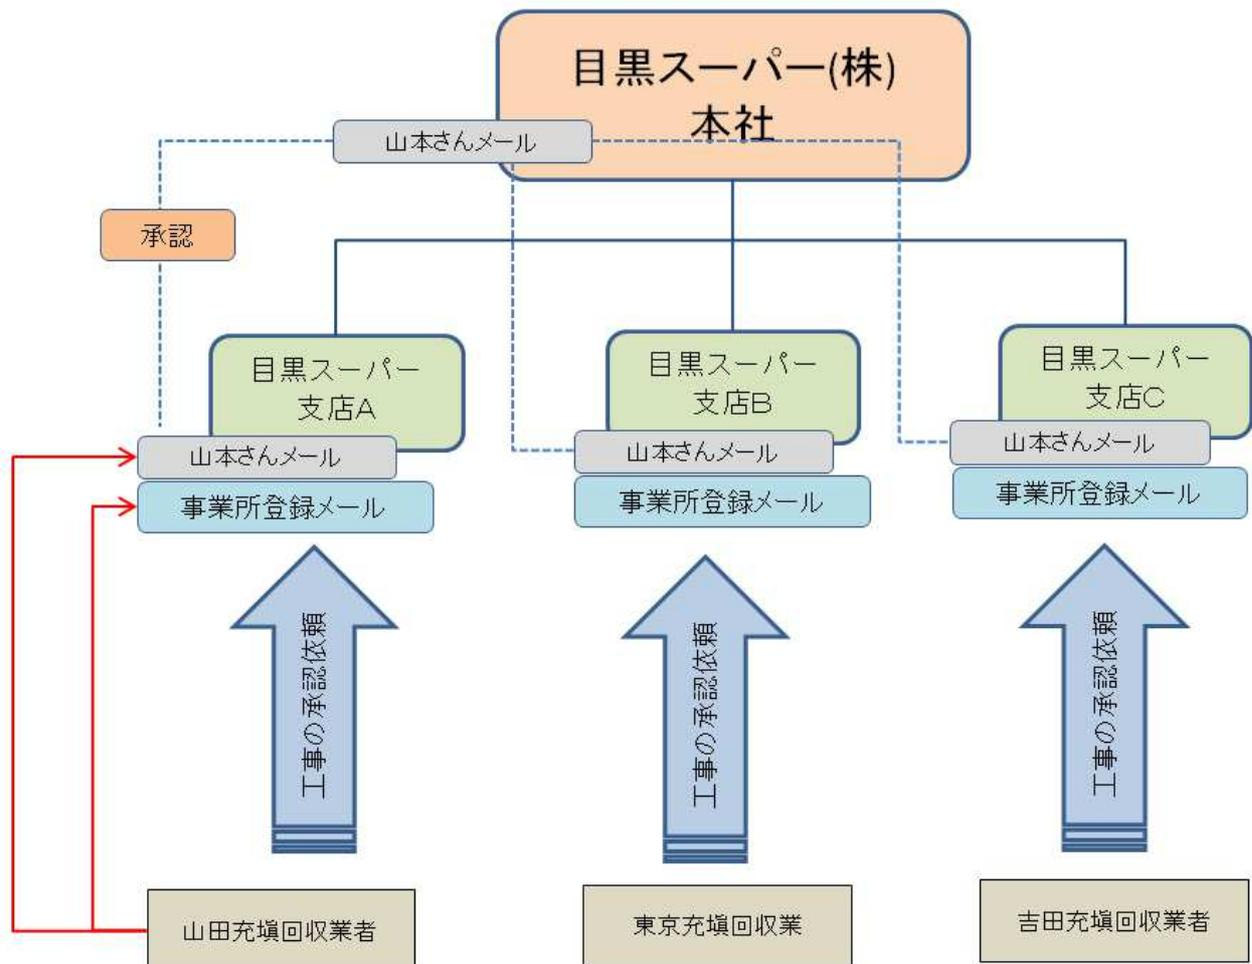 目黒スーパー(株)
本社
山本さんメール
承認
目黒スーパー
支店A
山本さんメール
事業所登録メール
目黒スーパー
支店B
山本さんメール
事業所登録メール
目黒スーパー
支店C
山本さんメール
事業所登録メール
工事の承認依頼
工事の承認依頼
工事の承認依頼
山田充塡回収業者
東京充塡回収業
吉田充塡回収業者